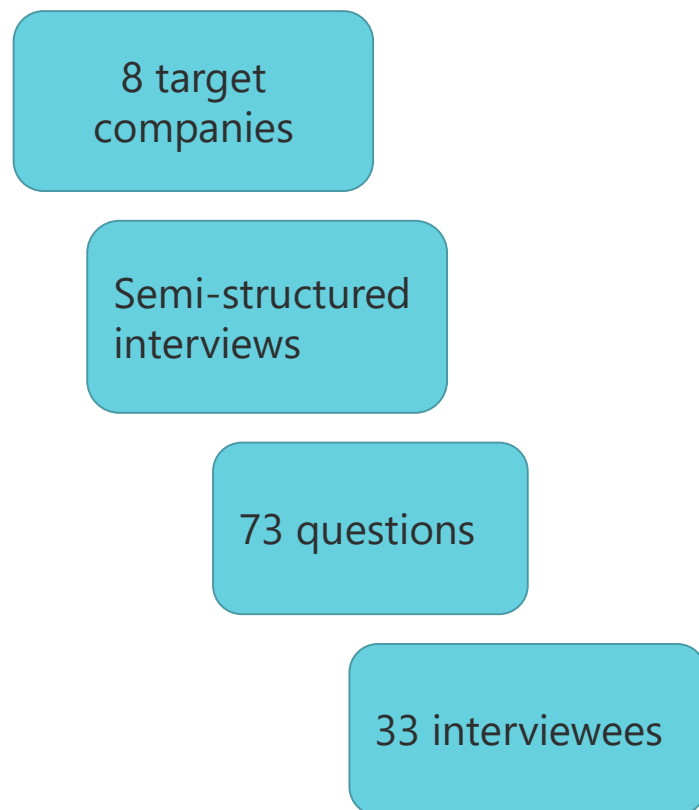 8 target
companies
Semi-structured
interviews
73 questions
33 interviewees